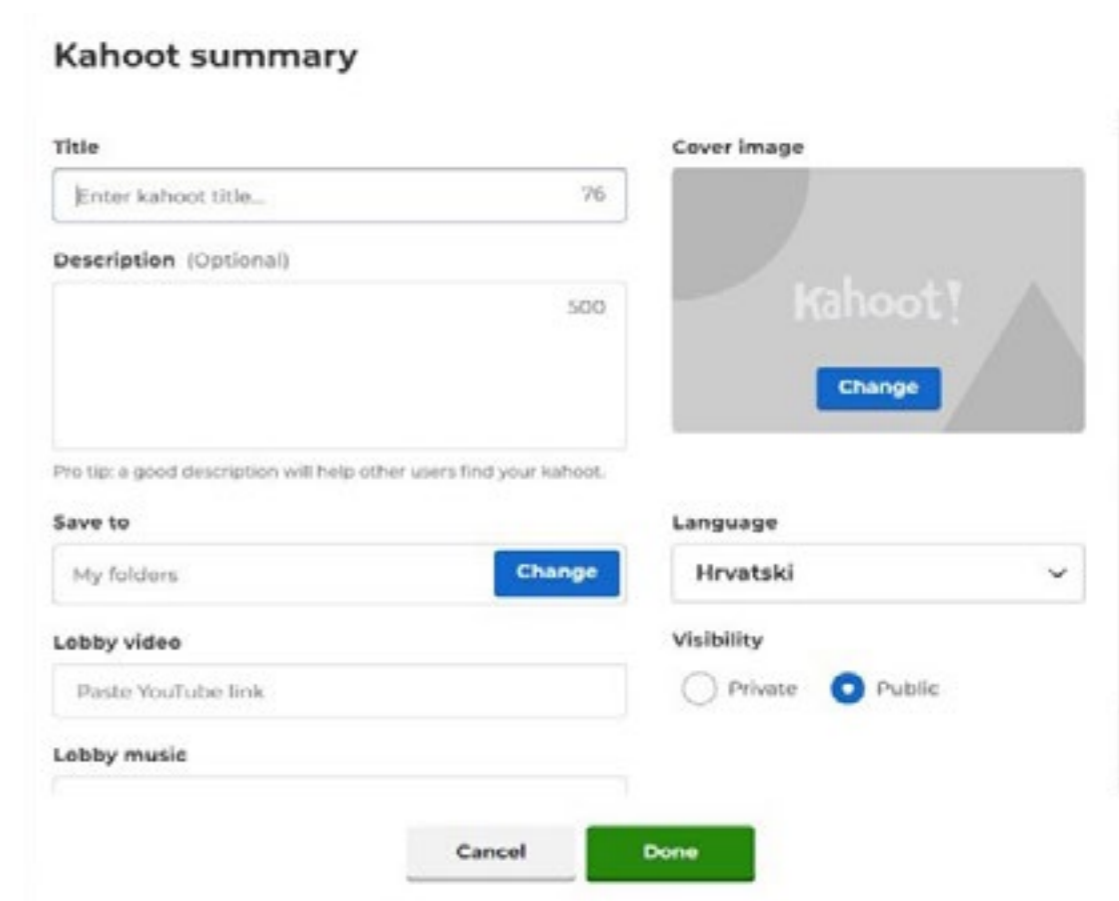 Kahoot summary
Title
Enter kahoot title...
76
Description (Optional)
500
Pro tip: a good description will help other users find your kahoot.
Save to
My folders
Change
Lobby video
Paste YouTube link
Lobby music
Cover image
Kahoot!
Change
Language
Hrvatski
Visibility
Private
Public
Cancel
Done